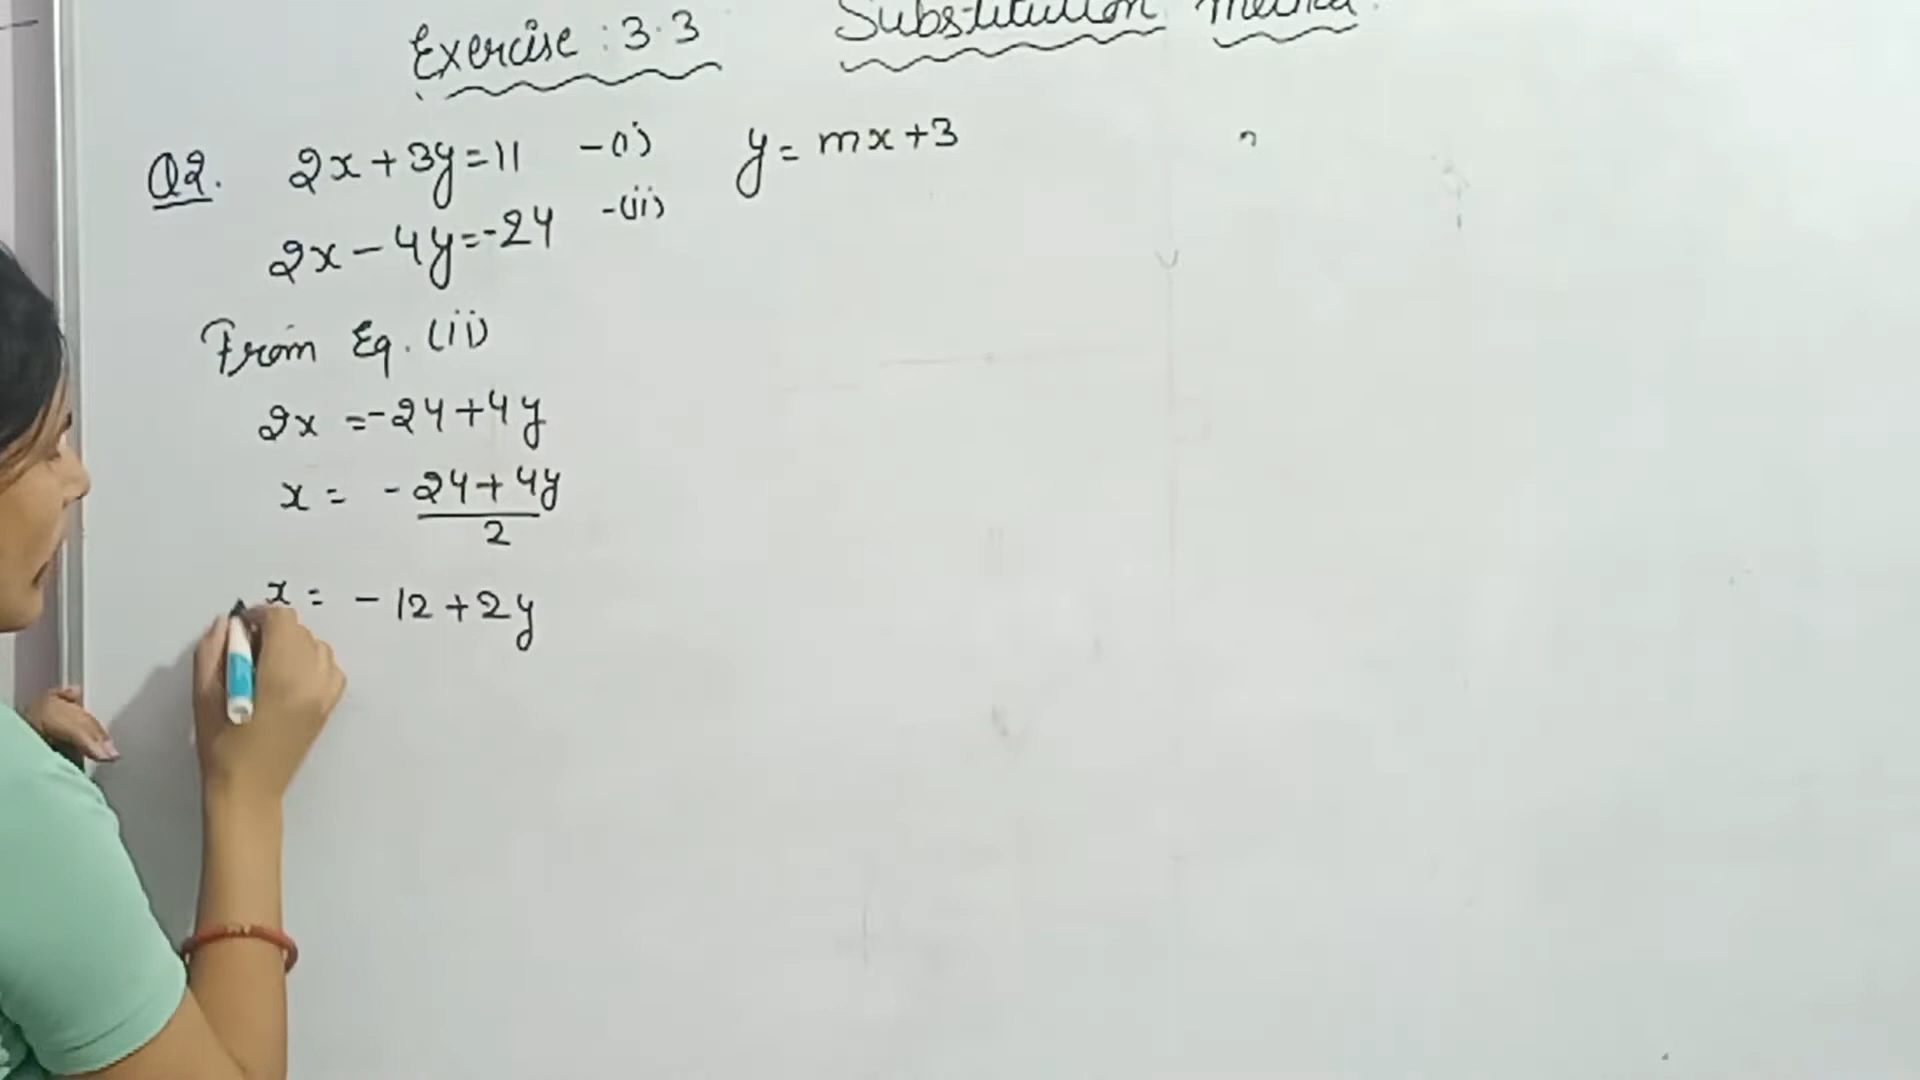 Exercise : 3.3 Substitution Method.
Q2. 2x + 3y = 11 - (i) y = mx + 3
2x - 4y = -24 - (ii)
From Eq. (ii)
2x = -24 + 4y
x = - 24 + 4y
2
x = - 12 + 2y